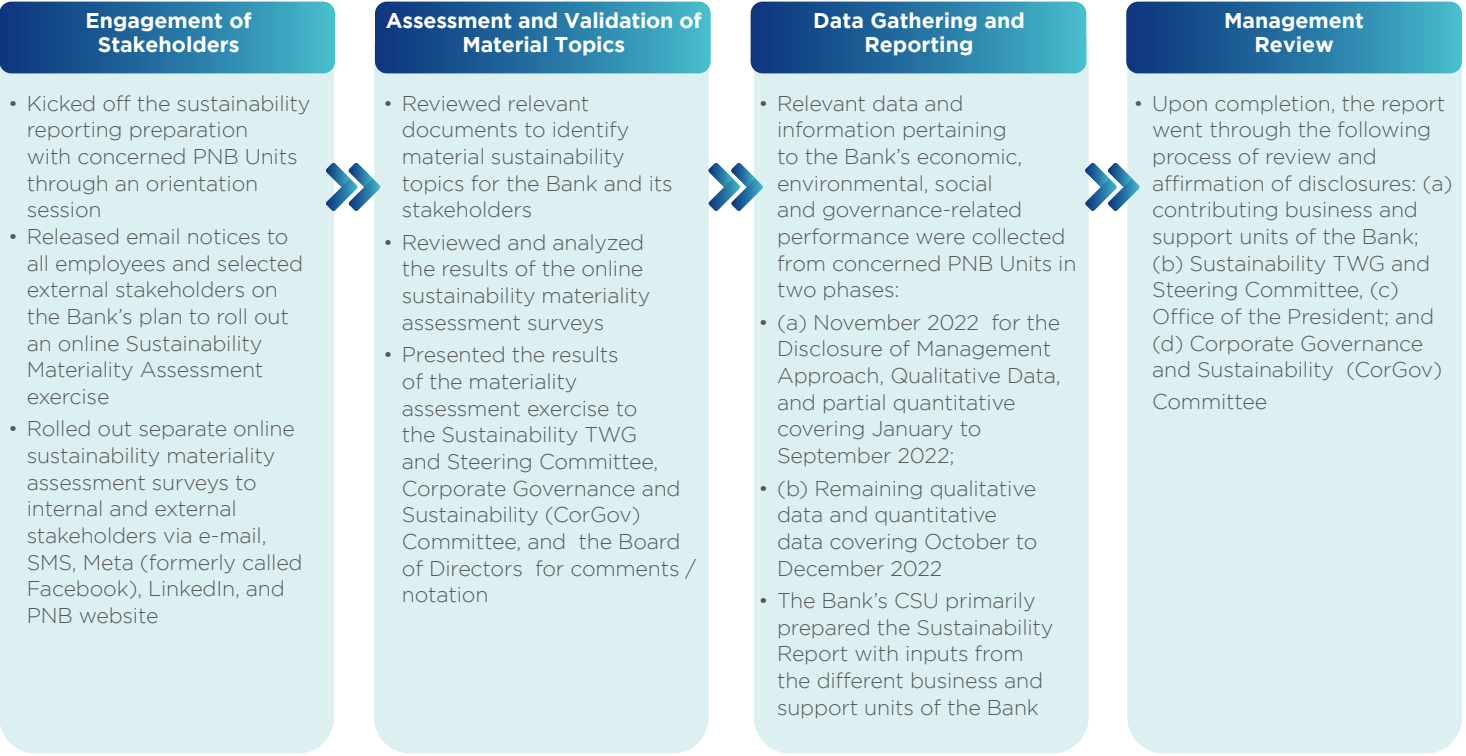 Engagement of
Stakeholders
• Kicked off the sustainability
reporting preparation
with concerned PNB Units
through an orientation
session
• Released email notices to
all employees and selected
external stakeholders on
the Bank's plan to roll out
an online Sustainability
Materiality Assessment
exercise
• Rolled out separate online
sustainability materiality
assessment surveys to
internal and external
stakeholders via e-mail,
SMS, Meta (formerly called
Facebook), LinkedIn, and
PNB website
Assessment and Validation of
Material Topics
• Reviewed relevant
documents to identify
material sustainability
topics for the Bank and its
stakeholders
• Reviewed and analyzed
the results of the online
sustainability materiality
assessment surveys
• Presented the results
of the materiality
assessment exercise to
the Sustainability TWG
and Steering Committee,
Corporate Governance and
Sustainability (CorGov)
Committee, and the Board
of Directors for comments /
notation
Data Gathering and
Reporting
• Relevant data and
information pertaining
to the Bank's economic,
environmental, social
and governance-related
performance were collected
from concerned PNB Units in
two phases:
• (a) November 2022 for the
Disclosure of Management
Approach, Qualitative Data,
and partial quantitative
covering January to
September 2022;
• (b) Remaining qualitative
data and quantitative
data covering October to
December 2022
• The Bank's CSU primarily
prepared the Sustainability
Report with inputs from
the different business and
support units of the Bank
Management
Review
• Upon completion, the report
went through the following
process of review and
affirmation of disclosures: (a)
contributing business and
support units of the Bank;
(b) Sustainability TWG and
Steering Committee, (c)
Office of the President; and
(d) Corporate Governance
and Sustainability (CorGov)
Committee